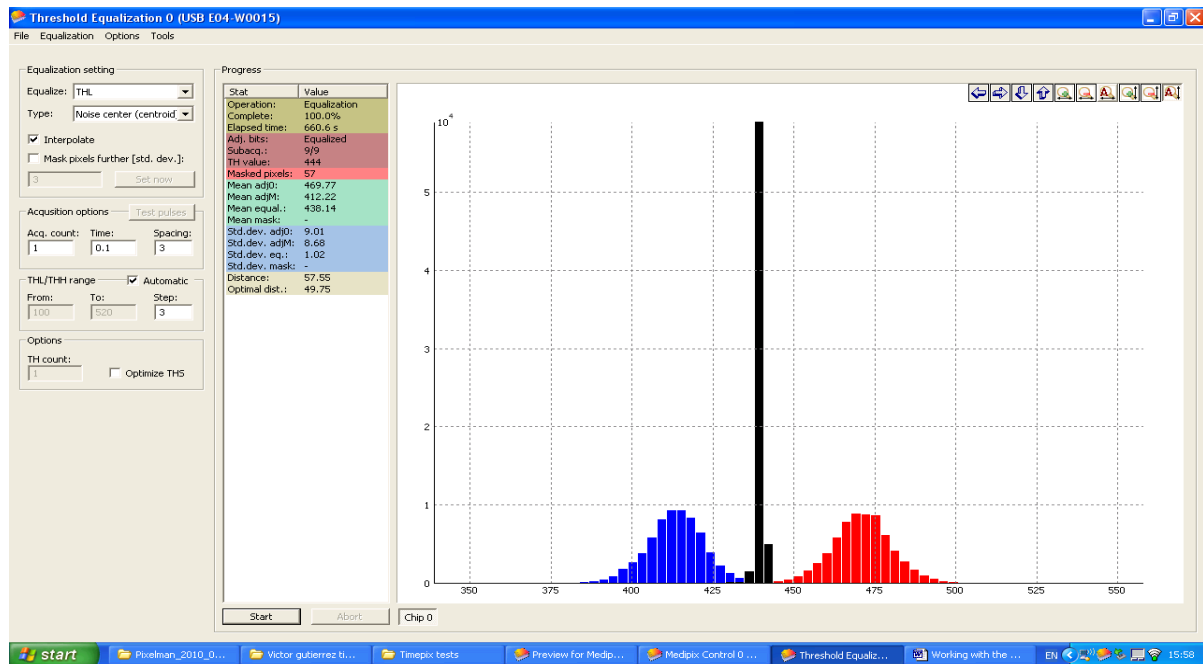 Threshold Equalization 0 (USB E04-W0015)
File Equalization Options Tools
Equalization setting
Equalize: THL
Type: Noise center (centroid)
Interpolate
Mask pixels further [std. dev.]:
3 Set now
Acqusition options Test pulses
Acq. count: Time: Spacing:
1 0.1 3
THL/THH range Automatic
From: To: Step:
100 520 3
Options
TH count:
1 Optimize THS
Progress
Stat Value
Operation: Equalization
Complete: 100.0%
Elapsed time: 660.6 s
Adj. bits: Equalized
Subacq.: 9/9
TH value: 444
Masked pixels: 57
Mean adj0: 469.77
Mean adjM: 412.22
Mean equal.: 438.14
Mean mask: -
Std.dev. adj0: 9.01
Std.dev. adjM: 8.68
Std.dev. eq.: 1.02
Std.dev. mask: -
Distance: 57.55
Optimal dist.: 49.75
10^4
5
4
3
2
1
0
350 375 400 425 450 475 500 525 550
Start Abort Chip 0
start Pixelman_2010_0... Victor gutierrez ti... Timepix tests Preview for Medip... Medipix Control 0 ... Threshold Equaliz... Working with the ... EN 15:58